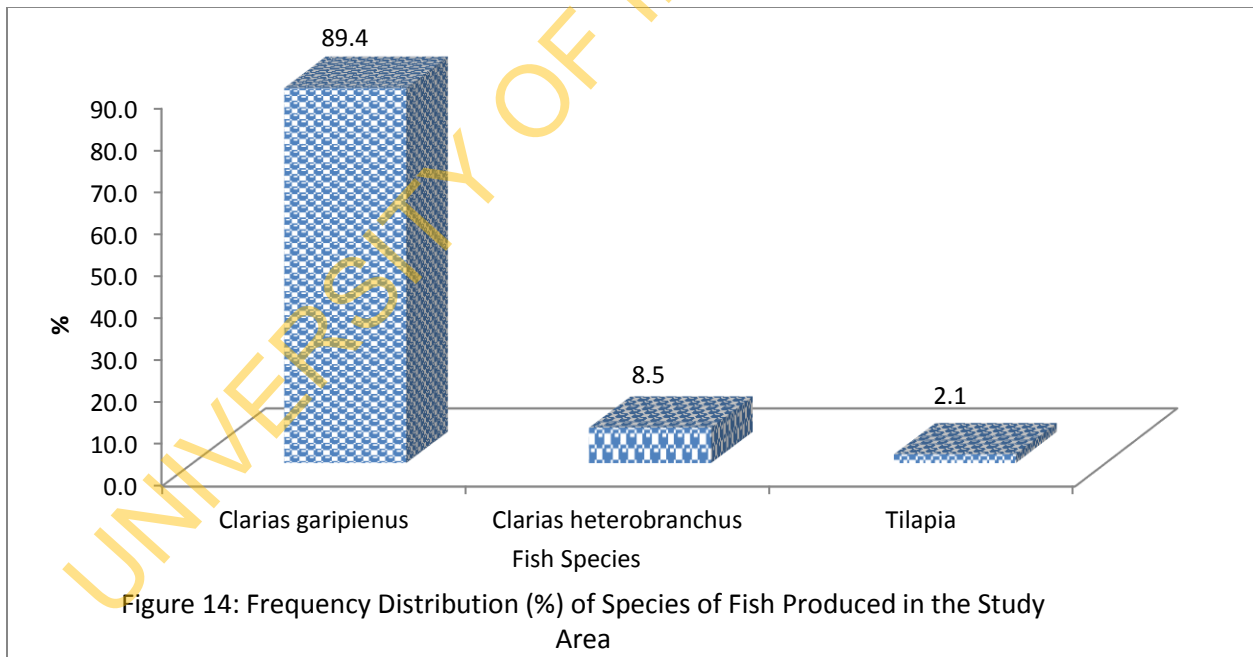 89.4
90.0
80.0
70.0
60.0
50.0
40.0
30.0
20.0
10.0
0.0
%
8.5
2.1
Clarias garipienus
Clarias heterobranchus
Tilapia
Fish Species
Figure 14: Frequency Distribution (%) of Species of Fish Produced in the Study
Area
UNIVERSITY OF